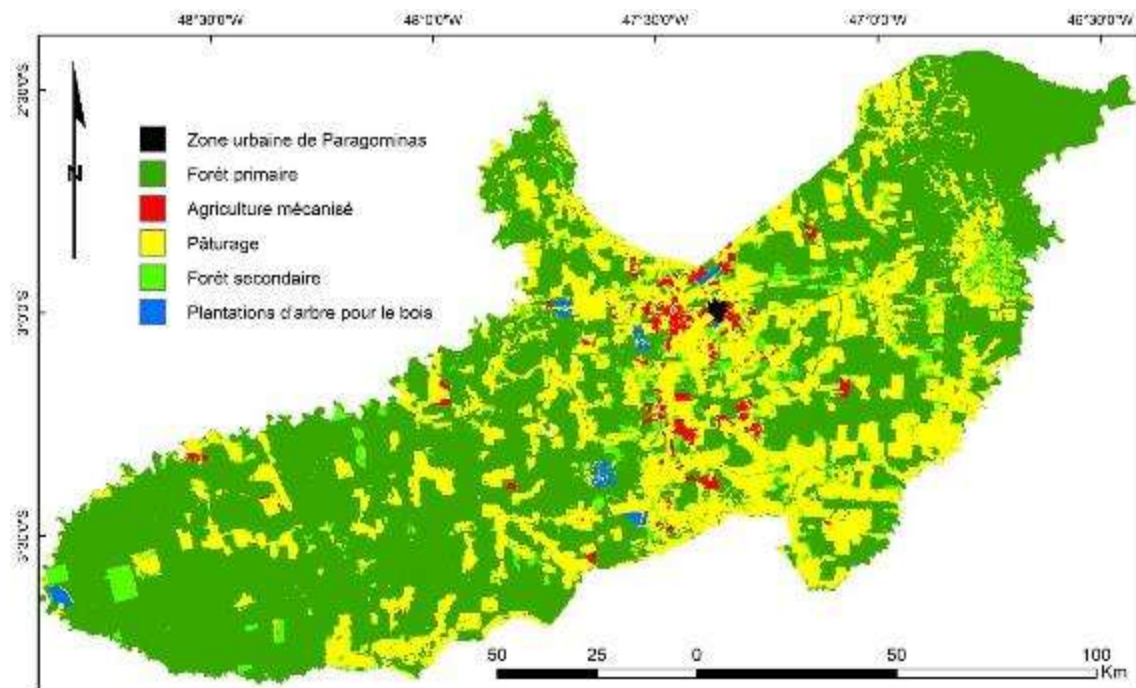 48°30'0"W 48°0'0"W 47°30'0"W 47°0'0"W 46°30'0"W
2°30'0"S
N
Zone urbaine de Paragominas
Forét primaire
Agriculture mécanisé
Pâturage
Forét secondaire
Plantations d'arbre pour le bois
3°0'0"S
3°30'0"S
50 25 0 50 100
Km